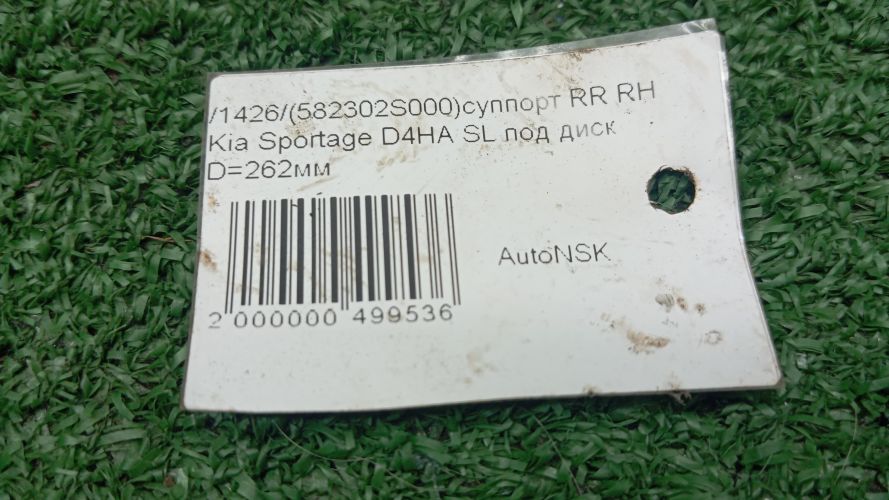 /1426/(582302S000)суппорт RR RH
Kia Sportage D4HA SL под диск
D=262мм
AutoNSK
2 000000 499536